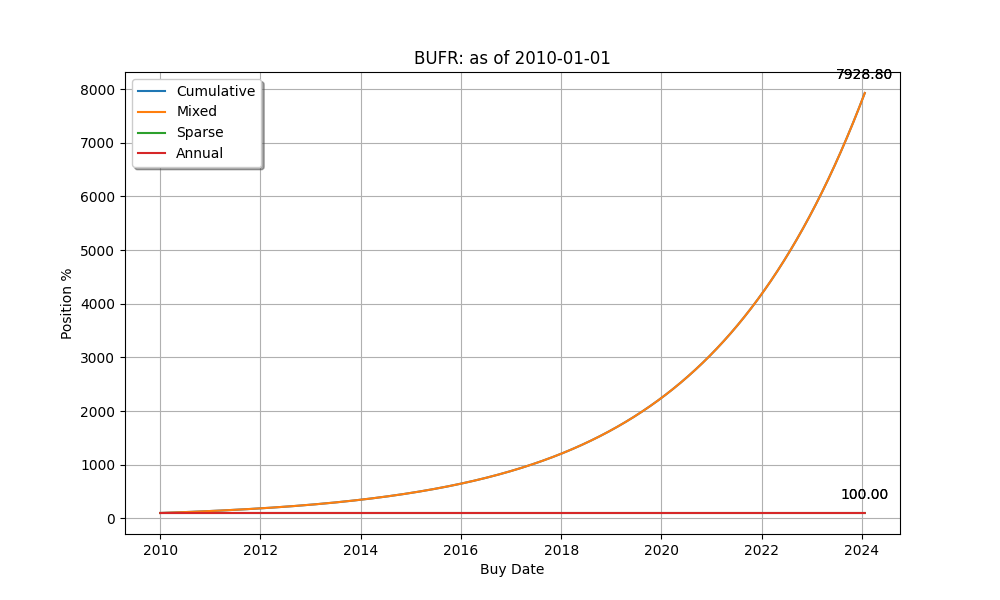 BUFR: as of 2010-01-01
7928.80
8000
7000
6000
5000
4000
3000
2000
1000
0
Position %
Cumulative
Mixed
Sparse
Annual
100.00
2010 2012 2014 2016 2018 2020 2022 2024
Buy Date